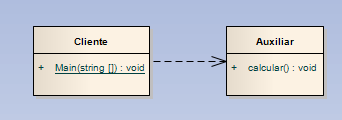 Cliente
+ Main(string []) : void
Auxiliar
+ calcular() : void